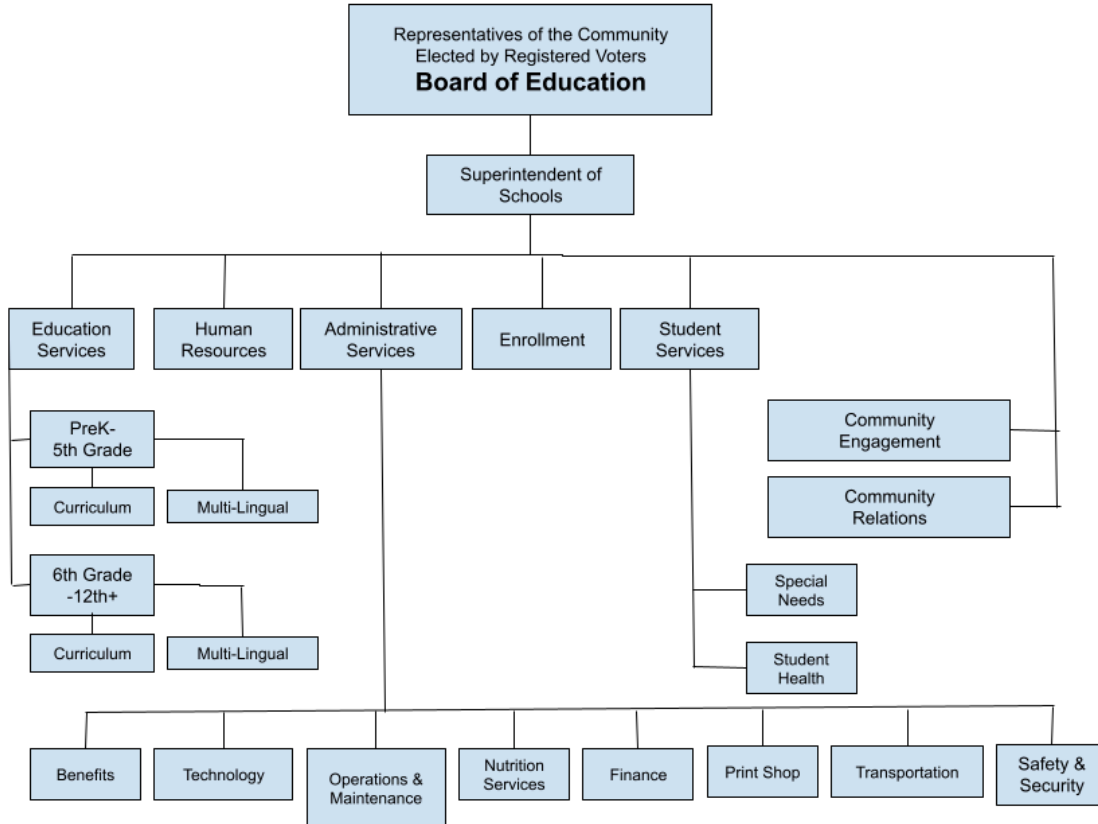 Representatives of the Community
Elected by Registered Voters
Board of Education
Superintendent of
Schools
Education
Services
Human
Resources
Administrative
Services
Enrollment
Student
Services
PreK-
5th Grade
Curriculum
Multi-Lingual
Community
Engagement
Community
Relations
6th Grade
-12th+
Curriculum
Multi-Lingual
Special
Needs
Student
Health
Benefits
Technology
Operations &
Maintenance
Nutrition
Services
Finance
Print Shop
Transportation
Safety &
Security